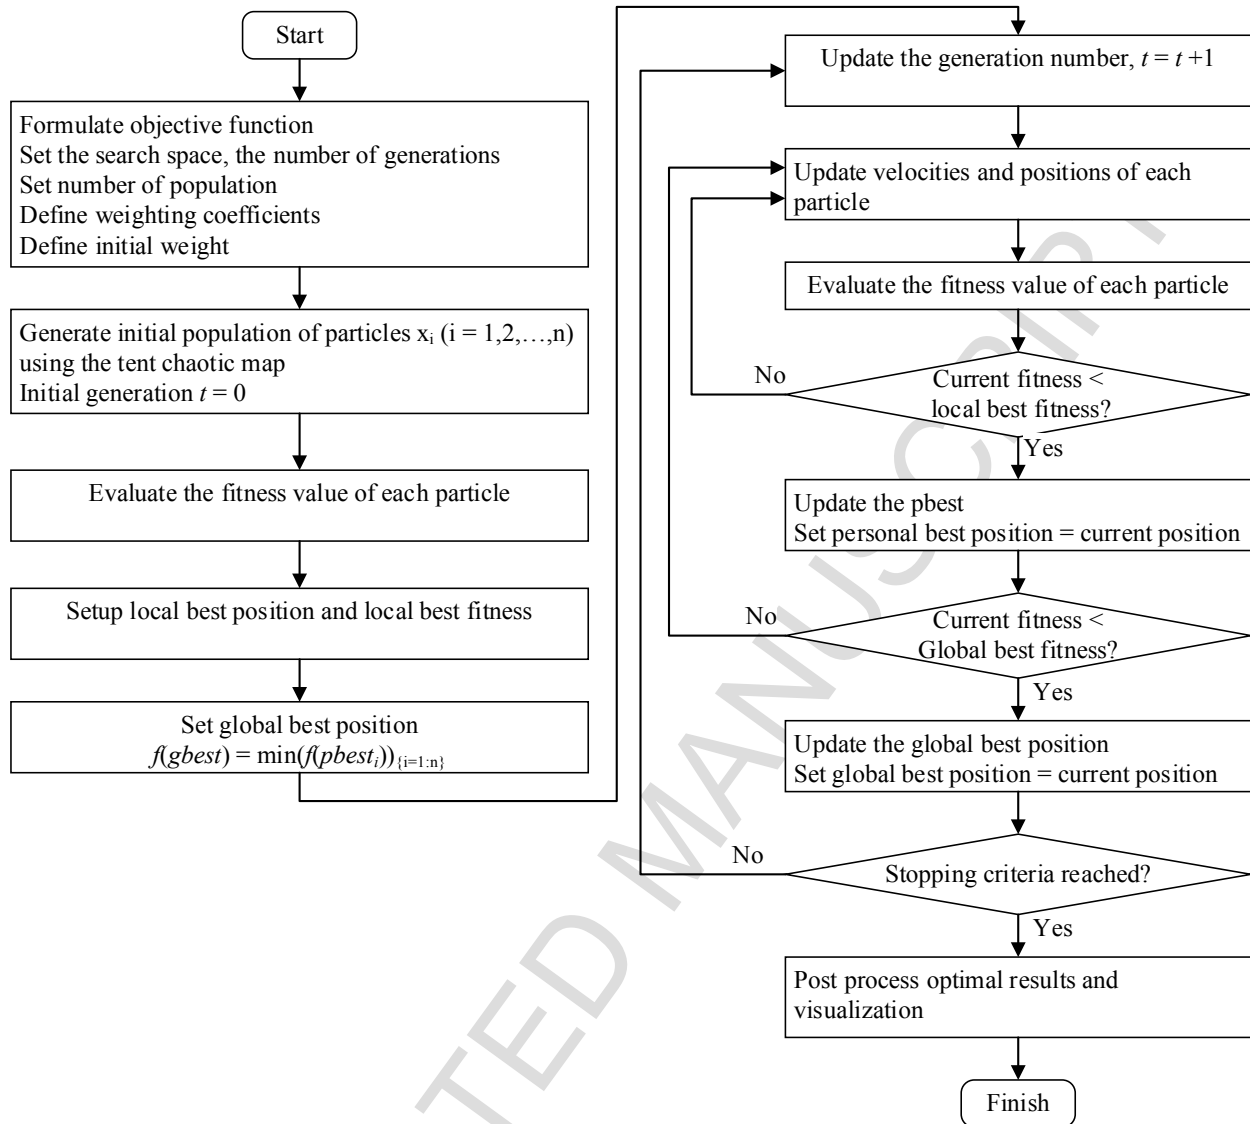 Start
Formulate objective function
Set the search space, the number of generations
Set number of population
Define weighting coefficients
Define initial weight
Generate initial population of particles xᵢ (i = 1,2,…,n)
using the tent chaotic map
Initial generation t = 0
Evaluate the fitness value of each particle
Setup local best position and local best fitness
Set global best position
f(gbest) = min(f(pbestᵢ)){i=1:n}
Update the generation number, t = t +1
Update velocities and positions of each
particle
Evaluate the fitness value of each particle
No
Current fitness <
local best fitness?
Yes
Update the pbest
Set personal best position = current position
No
Current fitness <
Global best fitness?
Yes
Update the global best position
Set global best position = current position
No
Stopping criteria reached?
Yes
Post process optimal results and
visualization
Finish
TED MANUSCRIPT